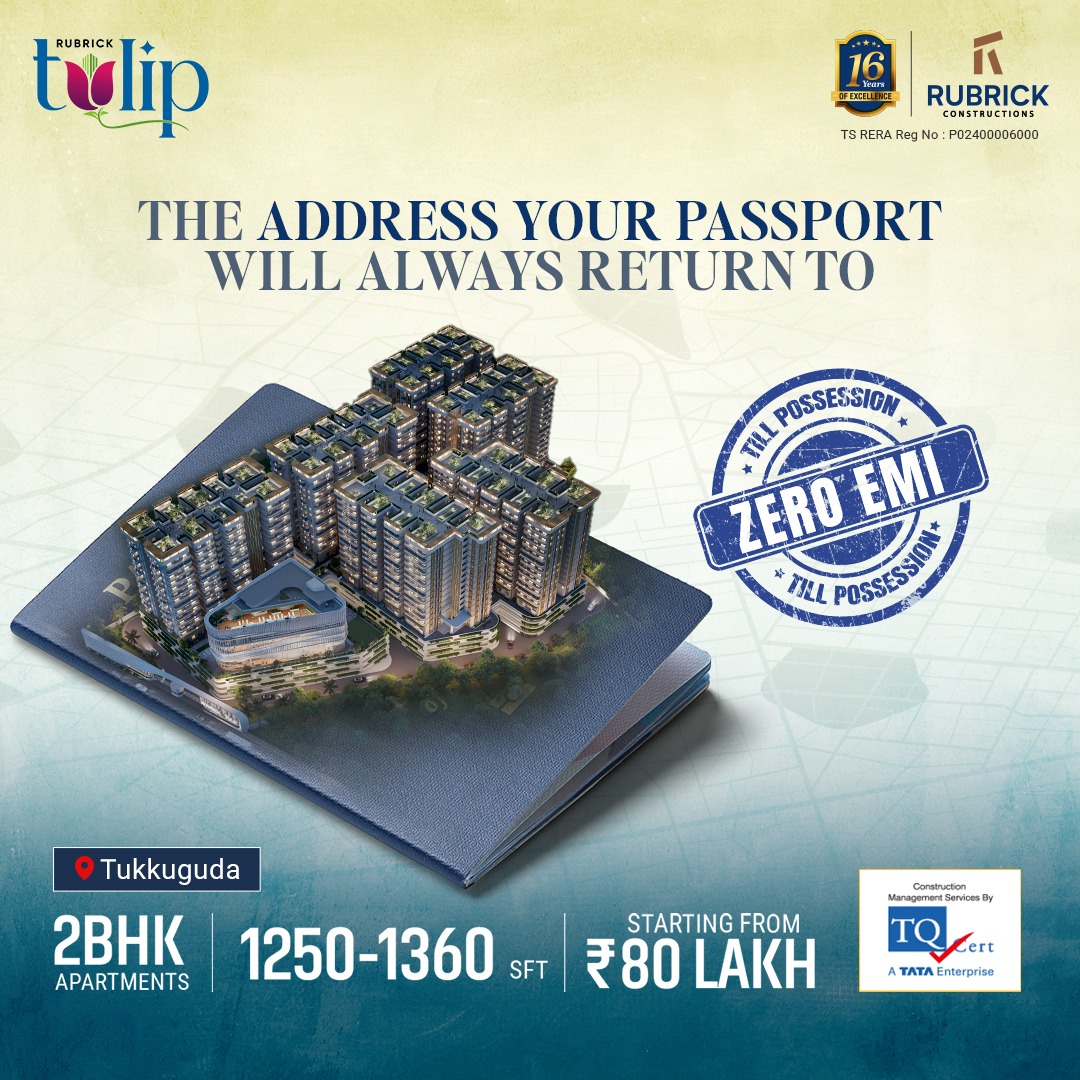 RUBRICK
tulip
16
Years
OF EXCELLENCE
RUBRICK
CONSTRUCTIONS
TS RERA Reg No : P02400006000
THE ADDRESS YOUR PASSPORT
WILL ALWAYS RETURN TO
TILL POSSESSION
ZERO EMI
TILL POSSESSION
Tukkuguda
2BHK
APARTMENTS
1250-1360 SFT
STARTING FROM
₹80 LAKH
Construction
Management Services By
TQ Cert
A TATA Enterprise